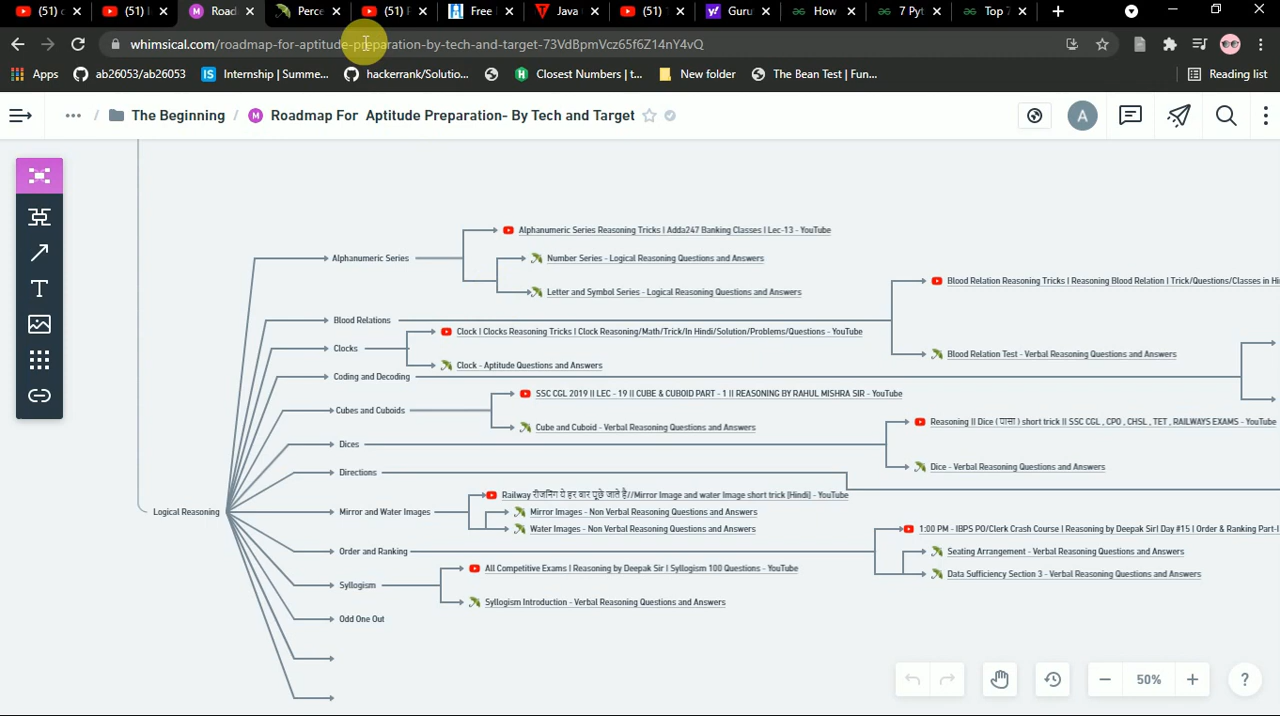 (51)
(51)
Road
Perce
(51)
Free
Java
(51)
Guru
How
7 Pyt
Top
whimsical.com/roadmap-for-aptitude-preparation-by-tech-and-target-73VdBpmVcz65f6Z14nY4vQ
Apps
ab26053/ab26053
Internship | Summe...
hackerrank/Solutio...
Closest Numbers | t...
New folder
The Bean Test | Fun...
Reading list
The Beginning / Roadmap For Aptitude Preparation- By Tech and Target
A
Alphanumeric Series Reasoning Tricks | Adda247 Banking Classes | Lec-13 - YouTube
Alphanumeric Series
Number Series - Logical Reasoning Questions and Answers
Letter and Symbol Series - Logical Reasoning Questions and Answers
Blood Relation Reasoning Tricks | Reasoning Blood Relation | Trick/Questions/Classes in Hi
Blood Relations
Clock | Clocks Reasoning Tricks | Clock Reasoning/Math/Trick/In Hindi/Solution/Problems/Questions - YouTube
Clocks
Blood Relation Test - Verbal Reasoning Questions and Answers
Clock - Aptitude Questions and Answers
Coding and Decoding
SSC CGL 2019 || LEC - 19 || CUBE & CUBOID PART - 1 || REASONING BY RAHUL MISHRA SIR - YouTube
Cubes and Cuboids
Cube and Cuboid - Verbal Reasoning Questions and Answers
Reasoning || Dice ( पासा ) short trick || SSC CGL , CPO , CHSL , TET , RAILWAYS EXAMS - YouTube
Dices
Dice - Verbal Reasoning Questions and Answers
Directions
Railway रीजनिंग ये हर बार पूछे जाते है//Mirror Image and water Image short trick [Hindi] - YouTube
Logical Reasoning
Mirror and Water Images
Mirror Images - Non Verbal Reasoning Questions and Answers
Water Images - Non Verbal Reasoning Questions and Answers
1:00 PM - IBPS PO/Clerk Crash Course | Reasoning by Deepak Sir| Day #15 | Order & Ranking Part-I
Order and Ranking
Seating Arrangement - Verbal Reasoning Questions and Answers
All Competitive Exams | Reasoning by Deepak Sir | Syllogism 100 Questions - YouTube
Data Sufficiency Section 3 - Verbal Reasoning Questions and Answers
Syllogism
Syllogism Introduction - Verbal Reasoning Questions and Answers
Odd One Out
50%